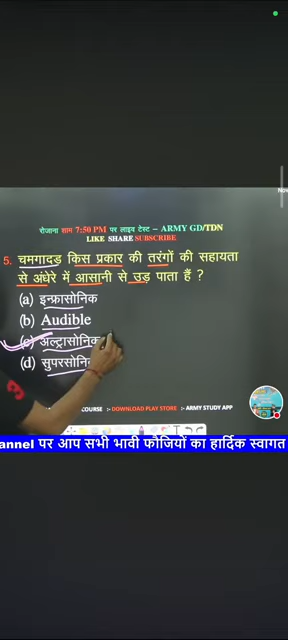 रोजाना साम 7:50 PM पर लाइव टेस्ट - ARMY GD/TDN
LIKE SHARE SUBSCRIBE
5. चमगादड़ किस प्रकार की तरंगों की सहायता
से अंधेरे में आसानी से उड़ पाता हैं ?
(a) इन्फ्रासोनिक
(b) Audible
(c) अल्ट्रासोनिक
(d) सुपरसोनि
COURSE :- DOWNLOAD PLAY STORE :- ARMY STUDY APP
annel पर आप सभी भावी फौजियों का हार्दिक स्वागत